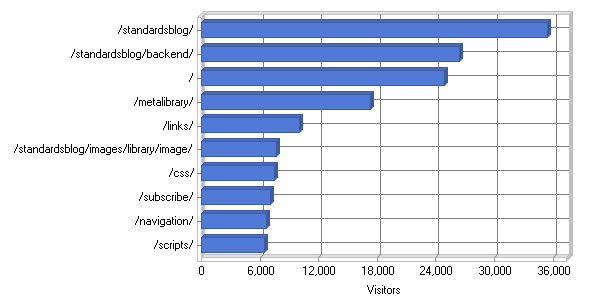 /standardsblog/
/standardsblog/backend/
/
/metalibrary/
/links/
/standardsblog/images/library/image/
/css/
/subscribe/
/navigation/
/scripts/
0 6,000 12,000 18,000 24,000 30,000 36,000
Visitors